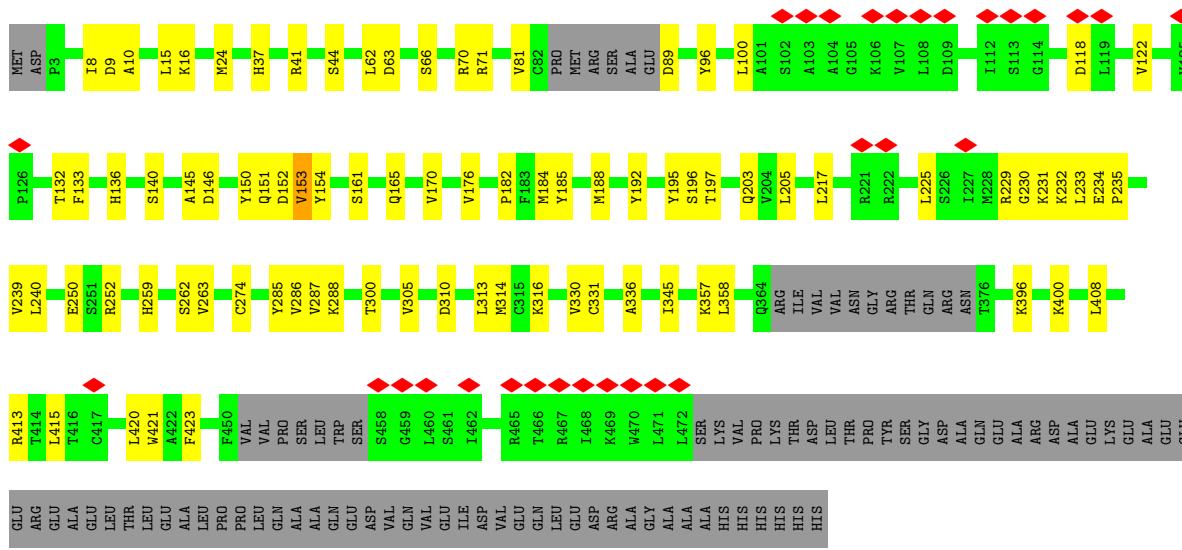 MET ASP P3 I8 D9 A10 L15 K16 M24 H37 R41 S44 L62 D63 S66 R70 R71 V81 C82 PRO MET ARG SER ALA GLU D89 Y96 L100 A101 S102 A103 A104 G105 K106 V107 L108 D109 I112 S113 G114 D118 L119 V122
P126 T132 F133 H136 S140 A145 D146 Y150 Q151 D152 V153 Y154 S161 Q165 V170 V176 P182 F183 M184 Y185 M188 Y192 Y195 S196 T197 Q203 V204 L205 L217 R221 R222 L225 S226 I227 M228 R229 G230 K231 K232 L233 E234 P235
V239 L240 E250 S251 R252 H259 S262 V263 C274 Y285 V286 V287 K288 T300 V305 D310 L313 M314 C315 K316 V330 C331 A336 I345 K357 L358 Q364 ARG ILE VAL VAL ASN GLY ARG THR GLN ARG ASN T376 K396 K400 L408
R413 T414 L415 T416 C417 L420 W421 A422 F423 F450 VAL VAL PRO SER LEU TRP SER S458 G459 L460 S461 I462 R465 T466 R467 I468 K469 W470 L471 L472 SER LYS VAL PRO LYS THR ASP LEU THR PRO TYR SER GLY ASP ALA GLN GLU ALA ARG ASP ALA GLU LYS GLU ALA GLU
GLU ARG GLU ALA GLU LEU THR LEU GLU ALA LEU PRO PRO LEU GLN ALA ALA GLN GLU ASP VAL GLN VAL GLU ILE ASP VAL GLU GLN LEU GLU ASP ARG ALA GLY ALA ALA ALA HIS HIS HIS HIS HIS HIS